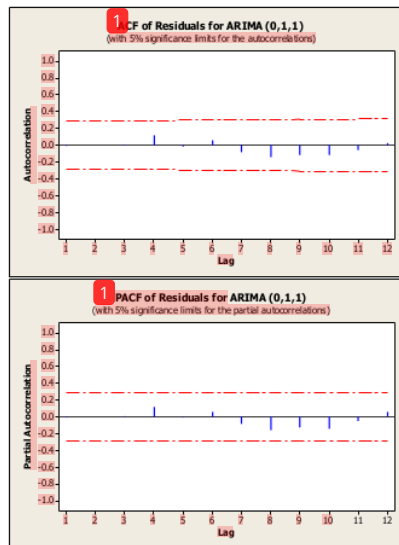 1
ACF of Residuals for ARIMA (0,1,1)
(with 5% significance limits for the autocorrelations)
1.0
0.8
0.6
0.4
0.2
0.0
-0.2
-0.4
-0.6
-0.8
-1.0
Autocorrelation
1 2 3 4 5 6 7 8 9 10 11 12
Lag
1
PACF of Residuals for ARIMA (0,1,1)
(with 5% significance limits for the partial autocorrelations)
1.0
0.8
0.6
0.4
0.2
0.0
-0.2
-0.4
-0.6
-0.8
-1.0
Partial Autocorrelation
1 2 3 4 5 6 7 8 9 10 11 12
Lag